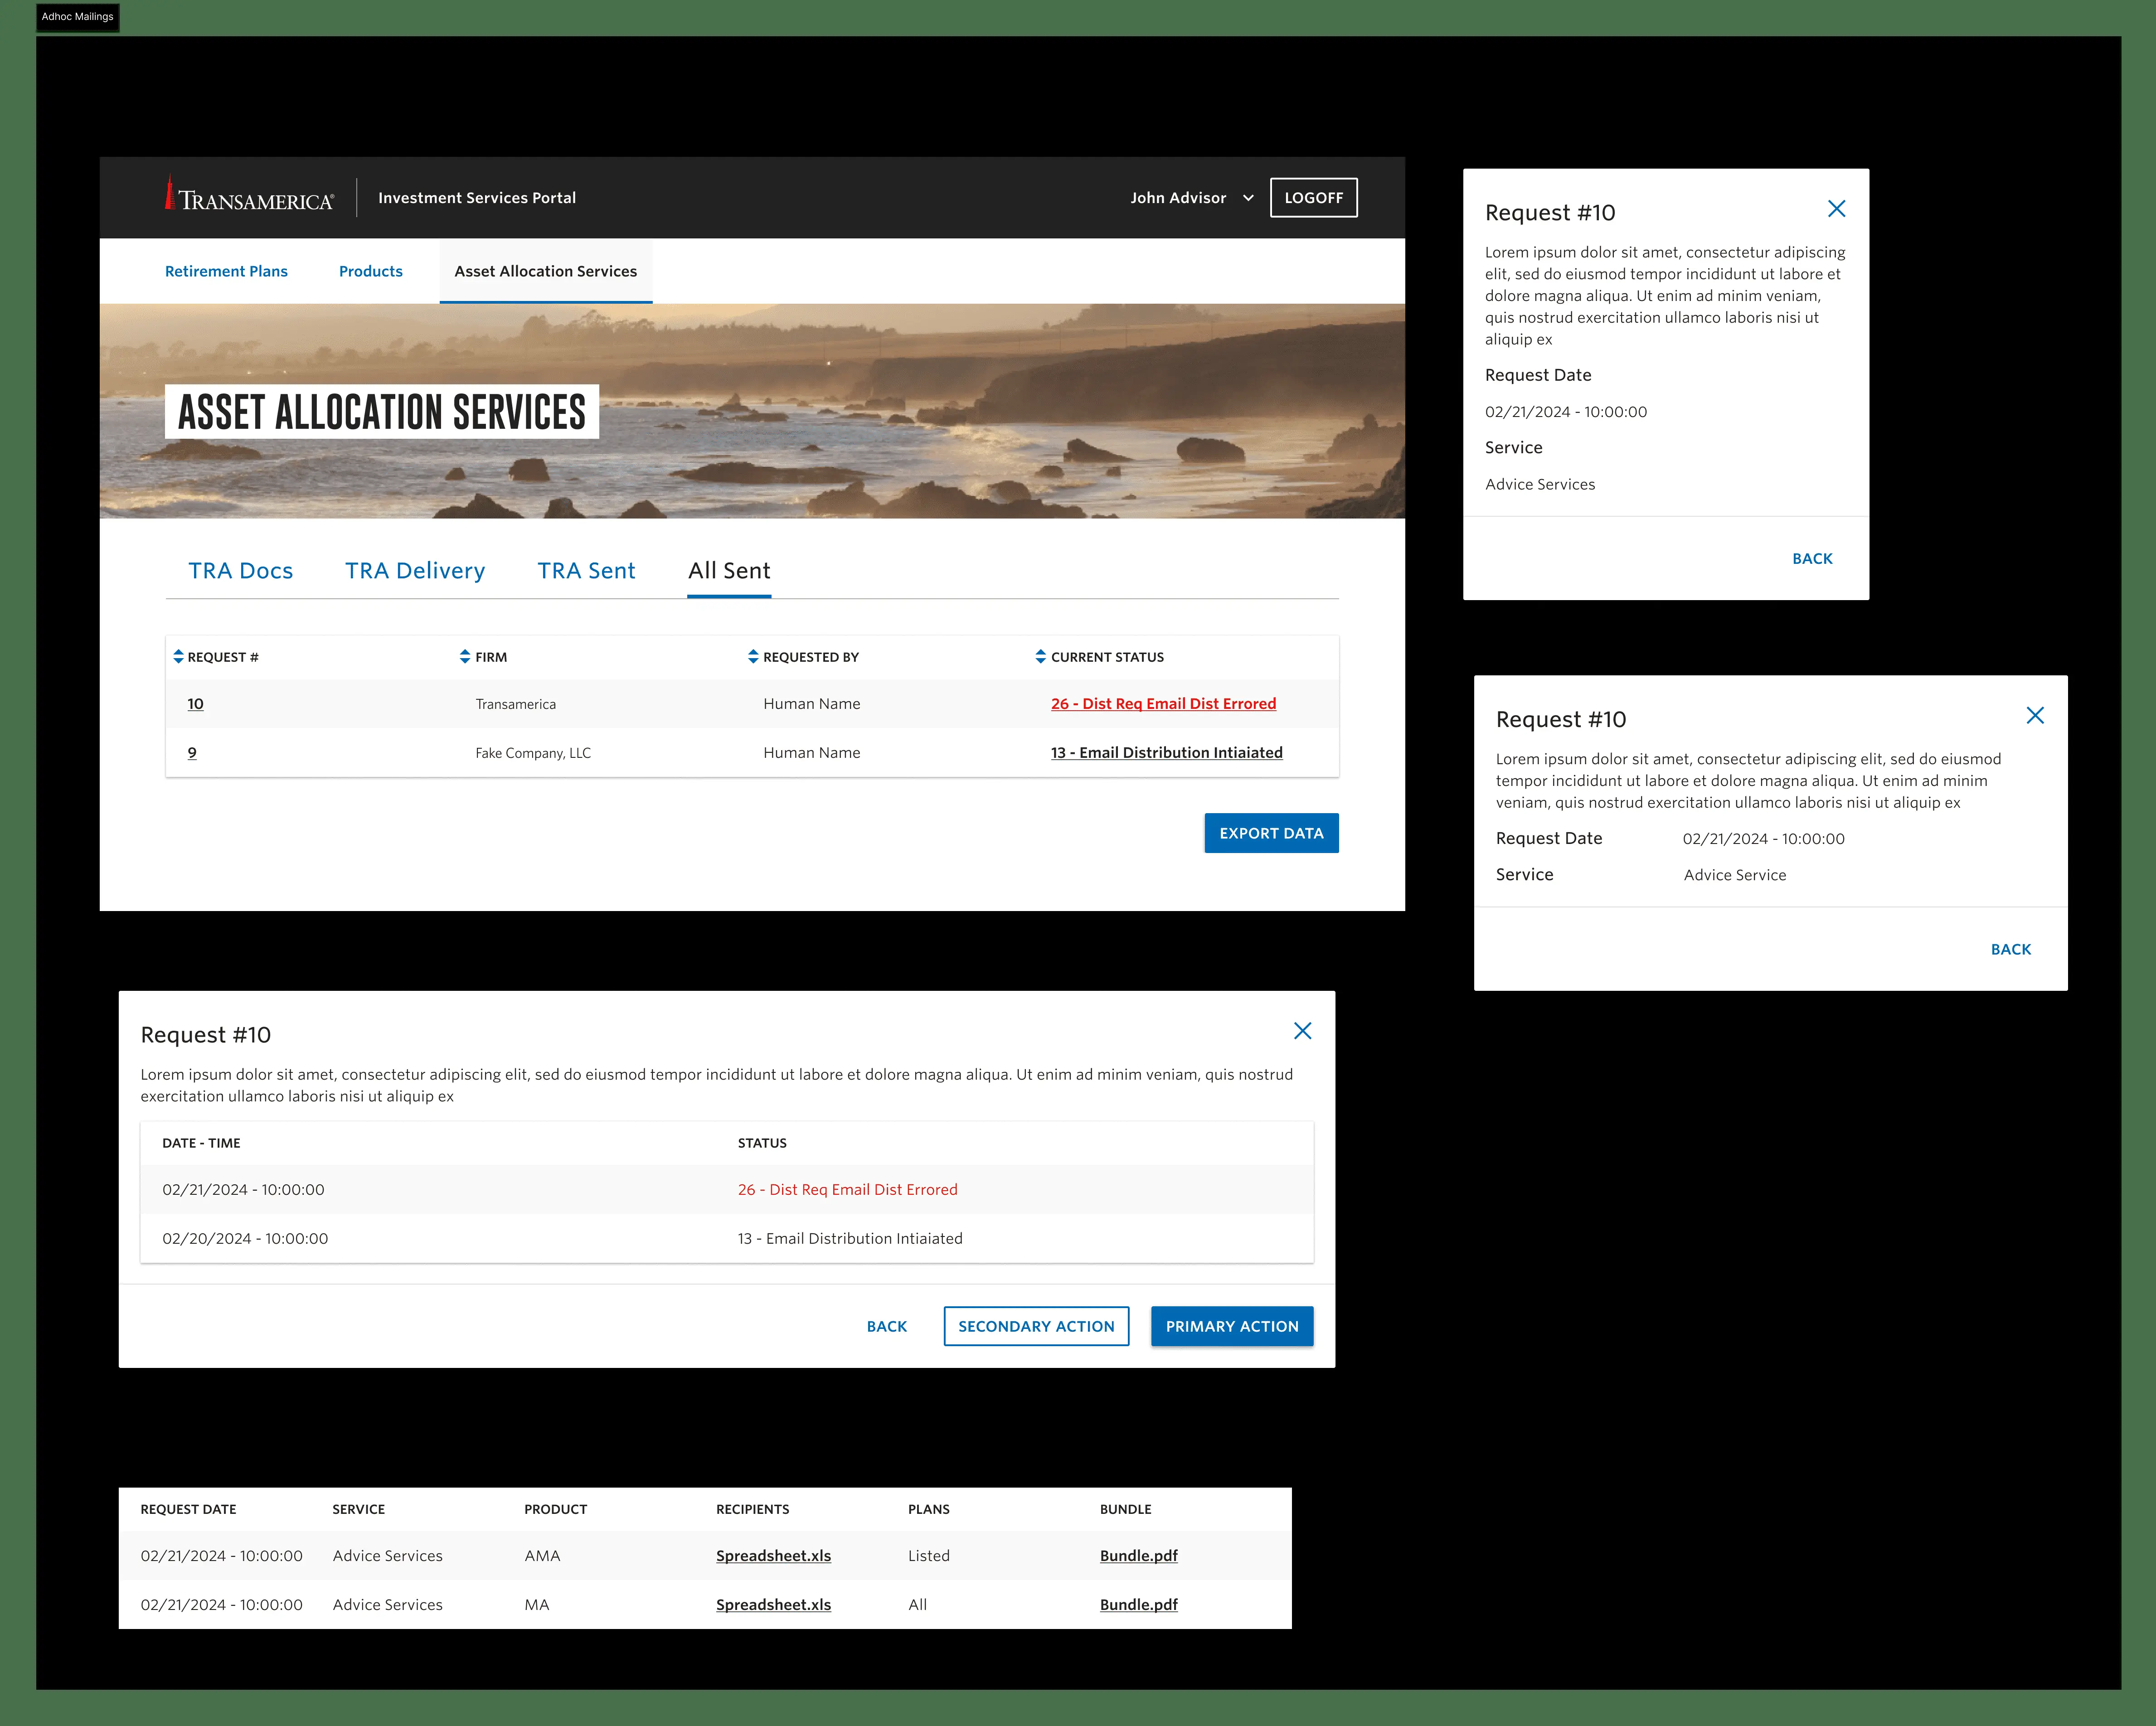 Adhoc Mailings
TRANSAMERICA®
Investment Services Portal
John Advisor
LOGOFF
Retirement Plans
Products
Asset Allocation Services
ASSET ALLOCATION SERVICES
TRA Docs
TRA Delivery
TRA Sent
All Sent
REQUEST # FIRM REQUESTED BY CURRENT STATUS
10 Transamerica Human Name 26 - Dist Req Email Dist Errored
9 Fake Company, LLC Human Name 13 - Email Distribution Intiaiated
EXPORT DATA
Request #10
Lorem ipsum dolor sit amet, consectetur adipiscing
elit, sed do eiusmod tempor incididunt ut labore et
dolore magna aliqua. Ut enim ad minim veniam,
quis nostrud exercitation ullamco laboris nisi ut
aliquip ex
Request Date
02/21/2024 - 10:00:00
Service
Advice Services
BACK
Request #10
Lorem ipsum dolor sit amet, consectetur adipiscing elit, sed do eiusmod
tempor incididunt ut labore et dolore magna aliqua. Ut enim ad minim
veniam, quis nostrud exercitation ullamco laboris nisi ut aliquip ex
Request Date 02/21/2024 - 10:00:00
Service Advice Service
BACK
Request #10
Lorem ipsum dolor sit amet, consectetur adipiscing elit, sed do eiusmod tempor incididunt ut labore et dolore magna aliqua. Ut enim ad minim veniam, quis nostrud
exercitation ullamco laboris nisi ut aliquip ex
DATE - TIME STATUS
02/21/2024 - 10:00:00 26 - Dist Req Email Dist Errored
02/20/2024 - 10:00:00 13 - Email Distribution Intiaiated
BACK
SECONDARY ACTION
PRIMARY ACTION
REQUEST DATE SERVICE PRODUCT RECIPIENTS PLANS BUNDLE
02/21/2024 - 10:00:00 Advice Services AMA Spreadsheet.xls Listed Bundle.pdf
02/21/2024 - 10:00:00 Advice Services MA Spreadsheet.xls All Bundle.pdf